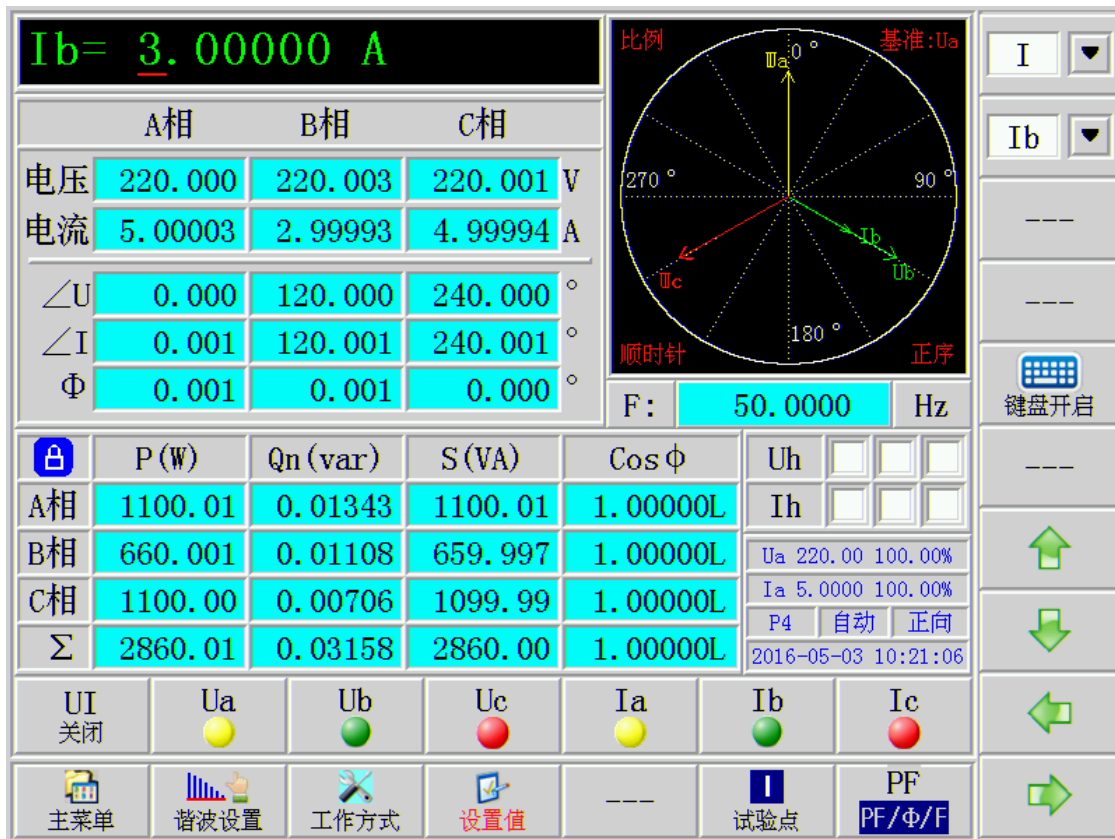 Ib= 3.00000 A
A相 B相 C相
电压 220.000 220.003 220.001 V
电流 5.00003 2.99993 4.99994 A
∠U 0.000 120.000 240.000 °
∠I 0.001 120.001 240.001 °
Φ 0.001 0.001 0.000 °
比例 基准:Ua
0 °
270 ° 90 °
Ib
Ub
180 °
顺时针 正序
F: 50.0000 Hz
P(W) Qn(var) S(VA) Cosϕ
A相 1100.01 0.01343 1100.01 1.00000L
B相 660.001 0.01108 659.997 1.00000L
C相 1100.00 0.00706 1099.99 1.00000L
Σ 2860.01 0.03158 2860.00 1.00000L
Uh
Ih
Ua 220.00 100.00%
Ia 5.0000 100.00%
P4 自动 正向
2016-05-03 10:21:06
UI Ua Ub Uc Ia Ib Ic
关闭
主菜单 谐波设置 工作方式 设置值 --- 试验点 PF
PF/Φ/F
I
Ib
---
---
键盘开启
---